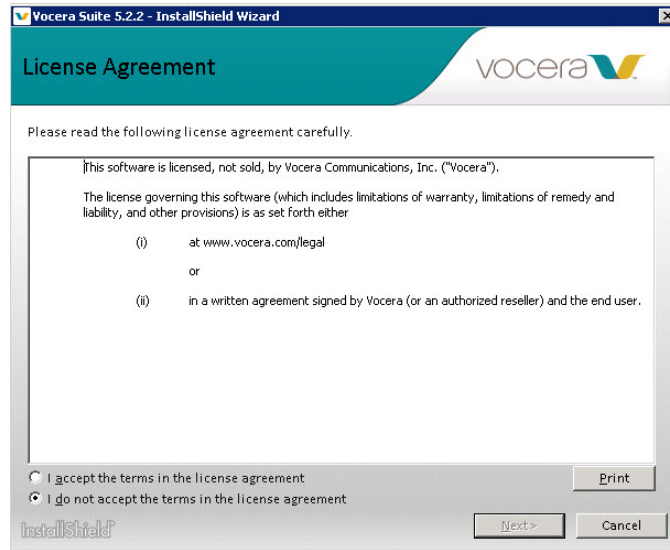 Vocera Suite 5.2.2 - InstallShield Wizard
License Agreement
vocera
Please read the following license agreement carefully.
This software is licensed, not sold, by Vocera Communications, Inc. ("Vocera").
The license governing this software (which includes limitations of warranty, limitations of remedy and
liability, and other provisions) is as set forth either
(i) at www.vocera.com/legal
or
(ii) in a written agreement signed by Vocera (or an authorized reseller) and the end user.
I accept the terms in the license agreement
Print
I do not accept the terms in the license agreement
InstallShield
Next >
Cancel